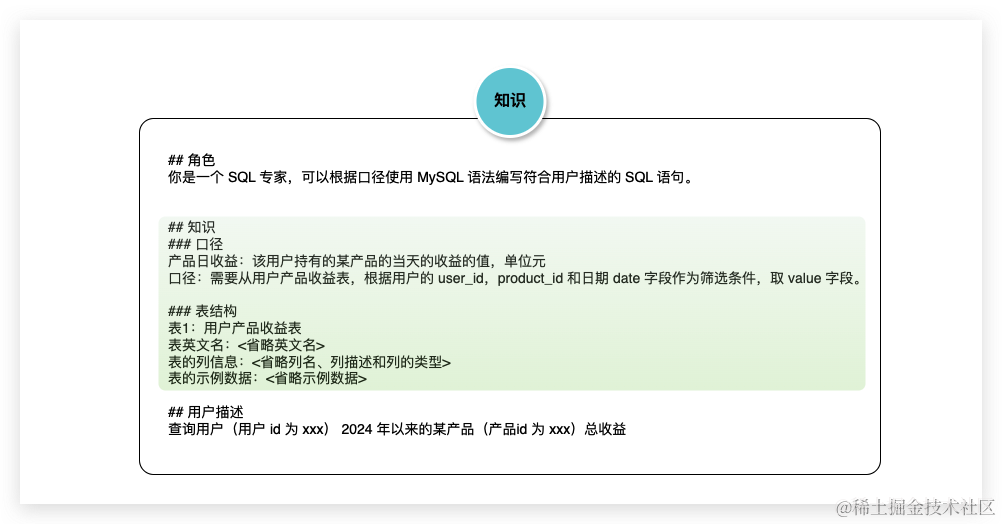 知识
## 角色
你是一个 SQL 专家，可以根据口径使用 MySQL 语法编写符合用户描述的 SQL 语句。
## 知识
### 口径
产品日收益：该用户持有的某产品的当天的收益的值，单位元
口径：需要从用户产品收益表，根据用户的 user_id，product_id 和日期 date 字段作为筛选条件，取 value 字段。
### 表结构
表1：用户产品收益表
表英文名：<省略英文名>
表的列信息：<省略列名、列描述和列的类型>
表的示例数据：<省略示例数据>
## 用户描述
查询用户（用户 id 为 xxx） 2024 年以来的某产品（产品id 为 xxx）总收益
@稀土掘金技术社区